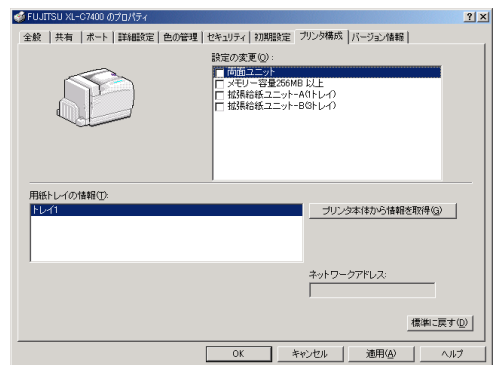 FUJITSU XL-C7400 のプロパティ
全般 共有 ポート 詳細設定 色の管理 セキュリティ 初期設定 プリンタ構成 バージョン情報
設定の変更(O):
両面ユニット
メモリー容量256MB 以上
拡張給紙ユニット-A(1トレイ)
拡張給紙ユニット-B(3トレイ)
用紙トレイの情報(T):
トレイ1
プリンタ本体から情報を取得(G)
ネットワークアドレス:
標準に戻す(D)
OK キャンセル 適用(A) ヘルプ